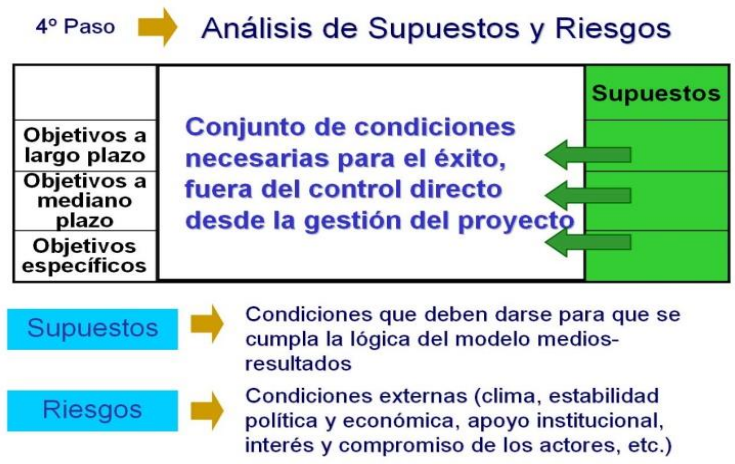 4º Paso
Análisis de Supuestos y Riesgos
Supuestos
Objetivos a
largo plazo
Objetivos a
mediano
plazo
Objetivos
específicos
Conjunto de condiciones
necesarias para el éxito,
fuera del control directo
desde la gestión del proyecto
Supuestos
Condiciones que deben darse para que se
cumpla la lógica del modelo medios-
resultados
Riesgos
Condiciones externas (clima, estabilidad
política y económica, apoyo institucional,
interés y compromiso de los actores, etc.)